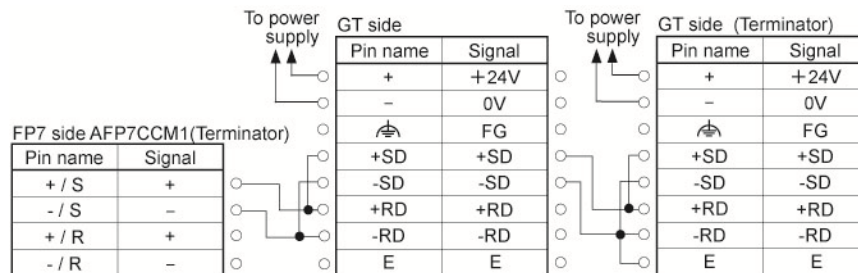 To power supply
GT side
Pin name Signal
+ +24V
− 0V
FG
+SD +SD
-SD -SD
+RD +RD
-RD -RD
E E
To power supply
GT side (Terminator)
Pin name Signal
+ +24V
− 0V
FG
+SD +SD
-SD -SD
+RD +RD
-RD -RD
E E
FP7 side AFP7CCM1(Terminator)
Pin name Signal
+ / S +
- / S −
+ / R +
- / R −